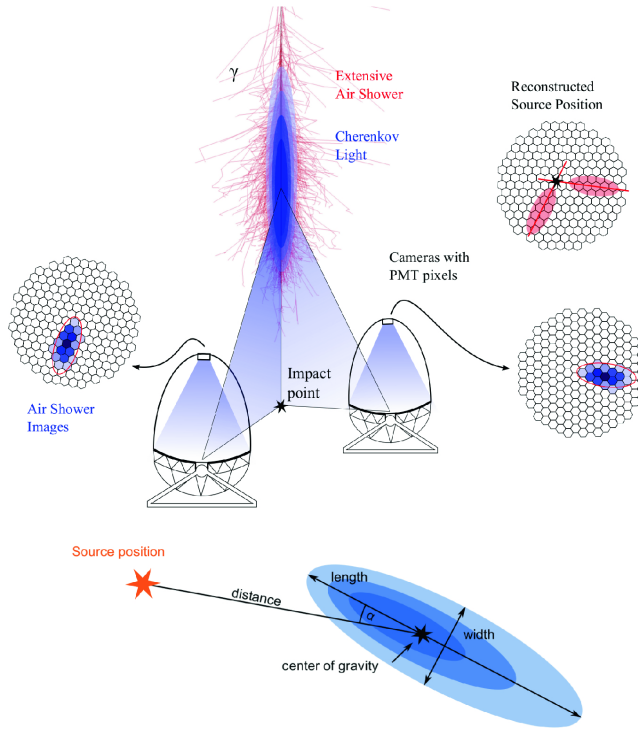 γ
Extensive
Air Shower
Cherenkov
Light
Reconstructed
Source Position
Cameras with
PMT pixels
Impact
point
Air Shower
Images
Source position
length
distance
α
width
center of gravity